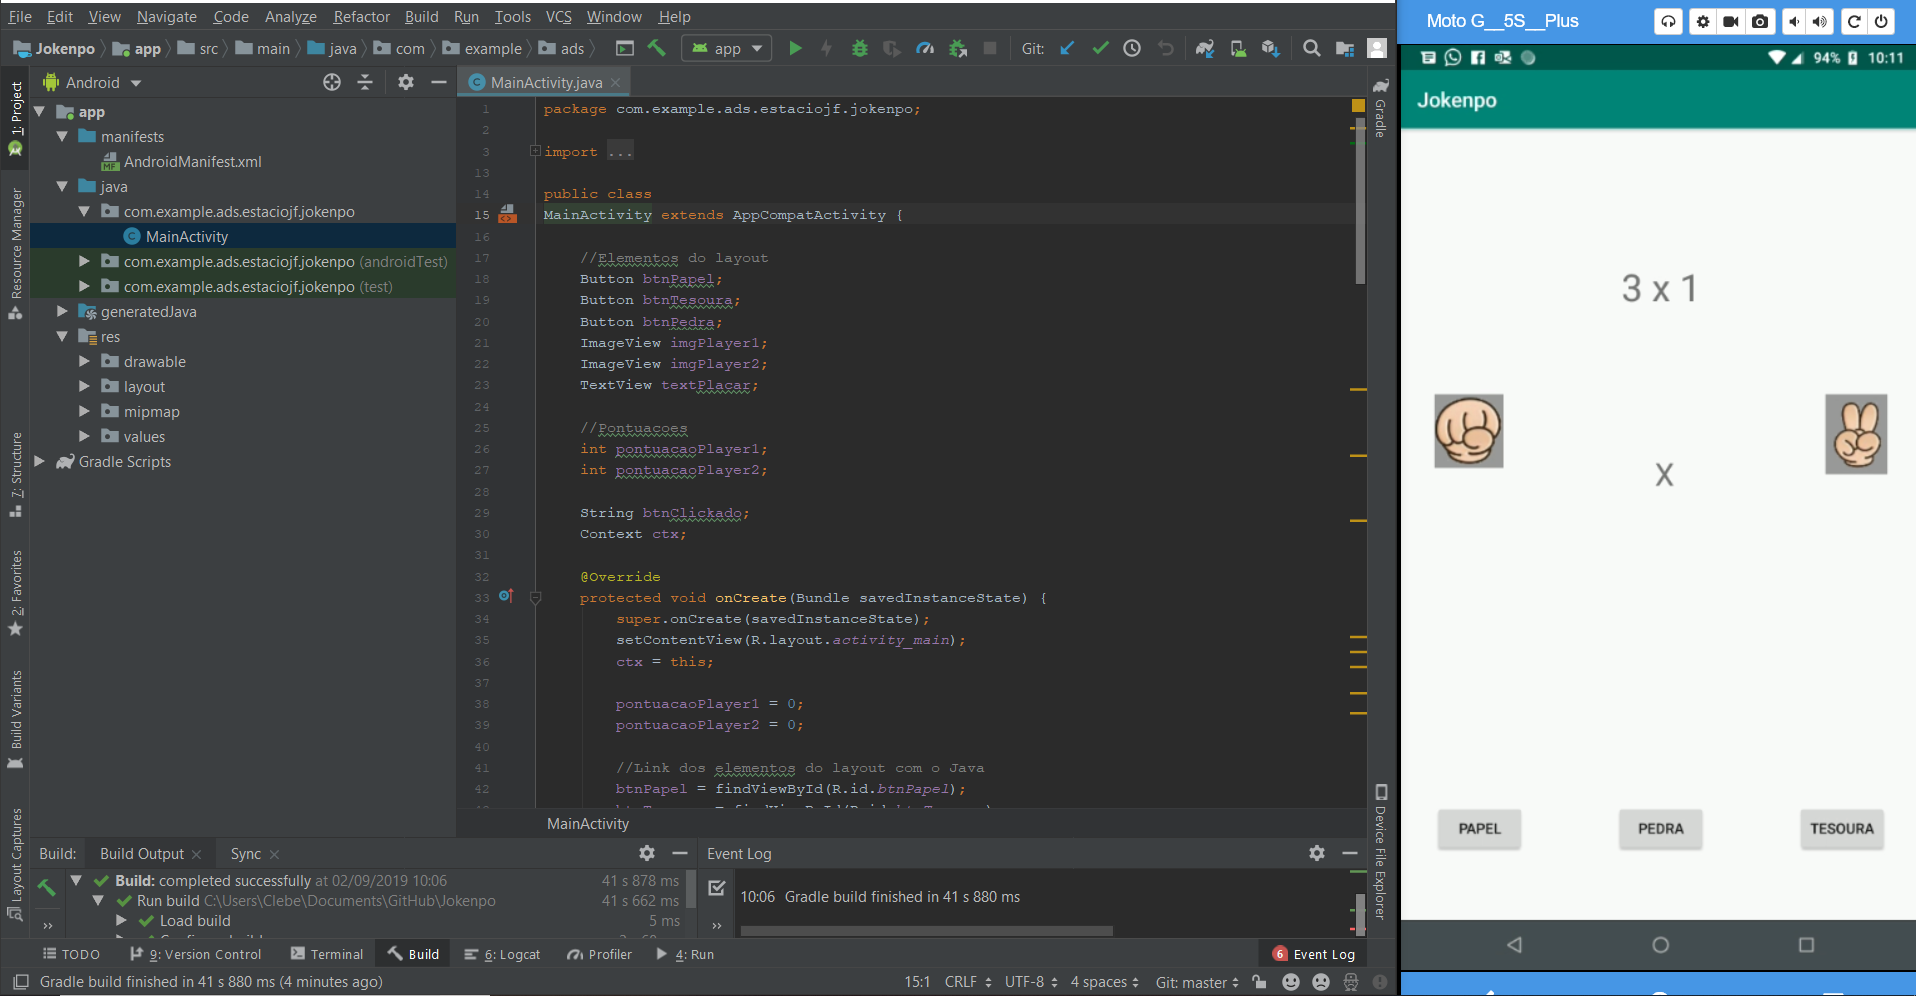 File Edit View Navigate Code Analyze Refactor Build Run Tools VCS Window Help
Jokenpo app src main java com example ads app Git:
Android
MainActivity.java
1: Project
Resource Manager
7: Structure
2: Favorites
Build Variants
Layout Captures
app
manifests
AndroidManifest.xml
java
com.example.ads.estaciojf.jokenpo
MainActivity
com.example.ads.estaciojf.jokenpo (androidTest)
com.example.ads.estaciojf.jokenpo (test)
generatedJava
res
drawable
layout
mipmap
values
Gradle Scripts
1 package com.example.ads.estaciojf.jokenpo;
2
3 import ...
13
14 public class
15 MainActivity extends AppCompatActivity {
16
17 //Elementos do layout
18 Button btnPapel;
19 Button btnTesoura;
20 Button btnPedra;
21 ImageView imgPlayer1;
22 ImageView imgPlayer2;
23 TextView textPlacar;
24
25 //Pontuacoes
26 int pontuacaoPlayer1;
27 int pontuacaoPlayer2;
28
29 String btnClickado;
30 Context ctx;
31
32 @Override
33 protected void onCreate(Bundle savedInstanceState) {
34 super.onCreate(savedInstanceState);
35 setContentView(R.layout.activity_main);
36 ctx = this;
37
38 pontuacaoPlayer1 = 0;
39 pontuacaoPlayer2 = 0;
40
41 //Link dos elementos do layout com o Java
42 btnPapel = findViewById(R.id.btnPapel);
MainActivity
Gradle
Device File Explorer
Build: Build Output Sync
Build: completed successfully at 02/09/2019 10:06 41 s 878 ms
Run build C:\Users\Clebe\Documents\GitHub\Jokenpo 41 s 662 ms
Load build 5 ms
Event Log
10:06 Gradle build finished in 41 s 880 ms
TODO 9: Version Control Terminal Build 6: Logcat Profiler 4: Run 6 Event Log
Gradle build finished in 41 s 880 ms (4 minutes ago) 15:1 CRLF UTF-8 4 spaces Git: master
Moto G__5S__Plus
94% 10:11
Jokenpo
3 x 1
X
PAPEL PEDRA TESOURA